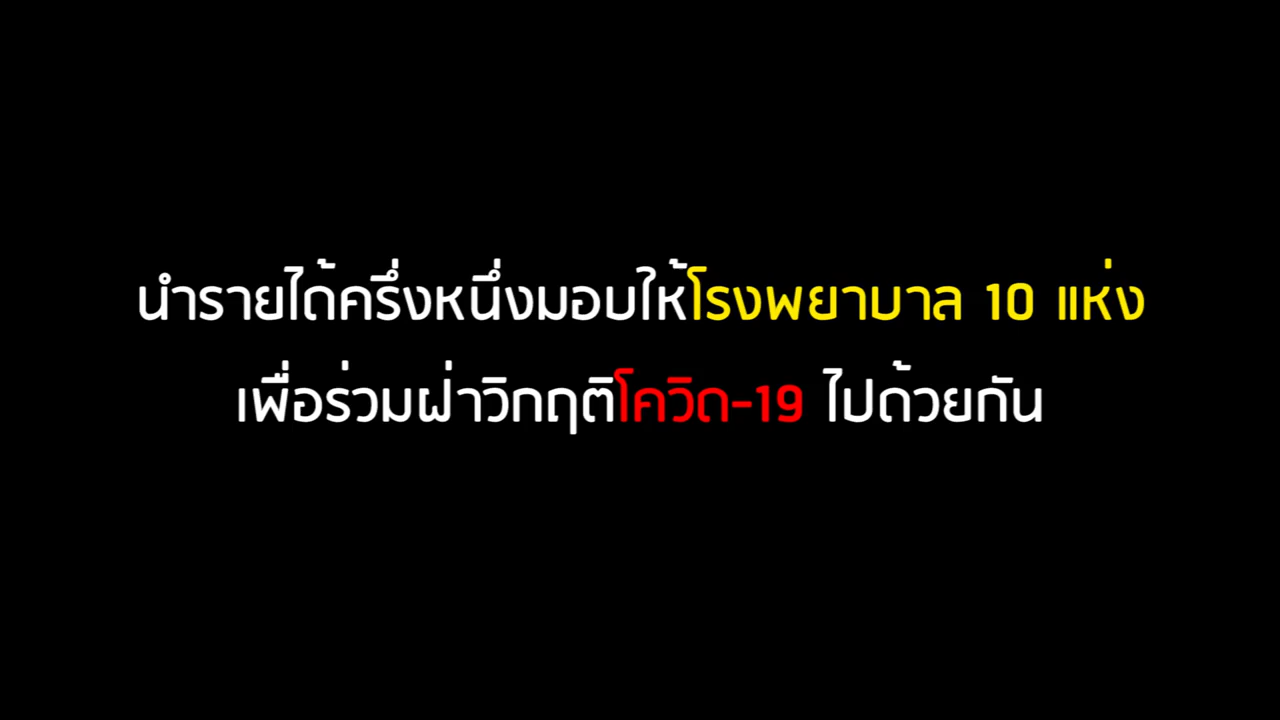 นำรายได้ครึ่งหนึ่งมอบให้โรงพยาบาล 10 แห่ง
เพื่อร่วมฝ่าวิกฤติโควิด-19 ไปด้วยกัน